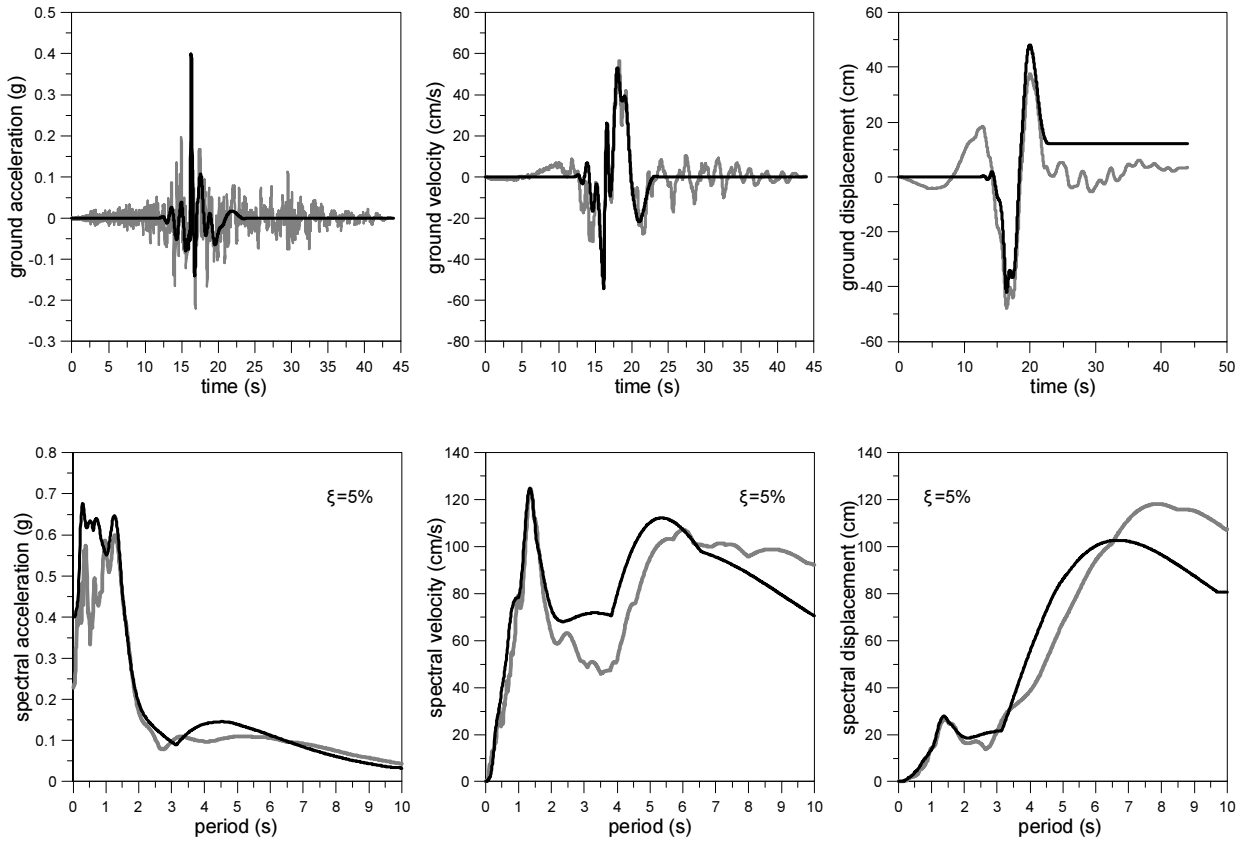 ground acceleration (g)
0.5
0.4
0.3
0.2
0.1
0
-0.1
-0.2
-0.3
0 5 10 15 20 25 30 35 40 45
time (s)
ground velocity (cm/s)
80
60
40
20
0
-20
-40
-60
-80
0 5 10 15 20 25 30 35 40 45
time (s)
ground displacement (cm)
60
40
20
0
-20
-40
-60
0 10 20 30 40 50
time (s)
spectral acceleration (g)
0.8
0.7
0.6
0.5
0.4
0.3
0.2
0.1
0
ξ=5%
0 1 2 3 4 5 6 7 8 9 10
period (s)
spectral velocity (cm/s)
140
120
100
80
60
40
20
0
ξ=5%
0 1 2 3 4 5 6 7 8 9 10
period (s)
spectral displacement (cm)
140
120
100
80
60
40
20
0
ξ=5%
0 1 2 3 4 5 6 7 8 9 10
period (s)